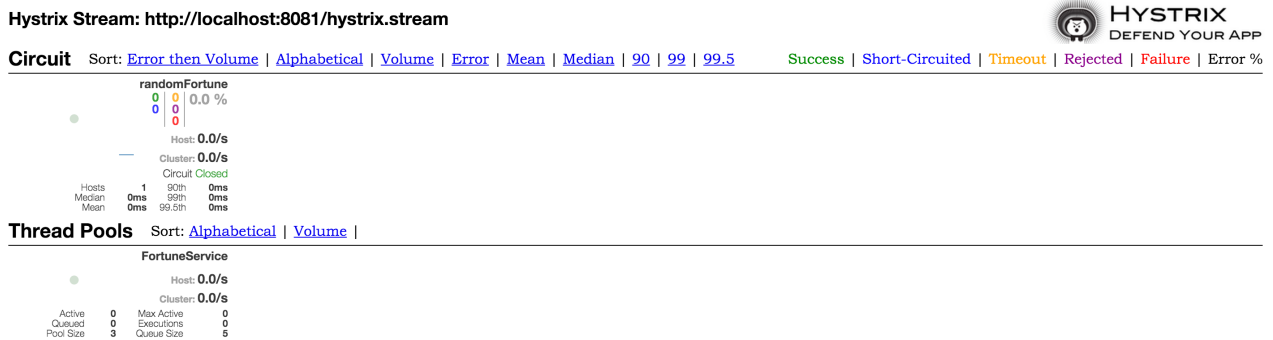 Hystrix Stream: http://localhost:8081/hystrix.stream
HYSTRIX
DEFEND YOUR APP
Circuit Sort: Error then Volume | Alphabetical | Volume | Error | Mean | Median | 90 | 99 | 99.5 Success | Short-Circuited | Timeout | Rejected | Failure | Error %
randomFortune
0 0 0.0 %
0 0
0
Host: 0.0/s
Cluster: 0.0/s
Circuit Closed
Hosts 1 90th 0ms
Median 0ms 99th 0ms
Mean 0ms 99.5th 0ms
Thread Pools Sort: Alphabetical | Volume |
FortuneService
Host: 0.0/s
Cluster: 0.0/s
Active 0 Max Active 0
Queued 0 Executions 0
Pool Size 3 Queue Size 5